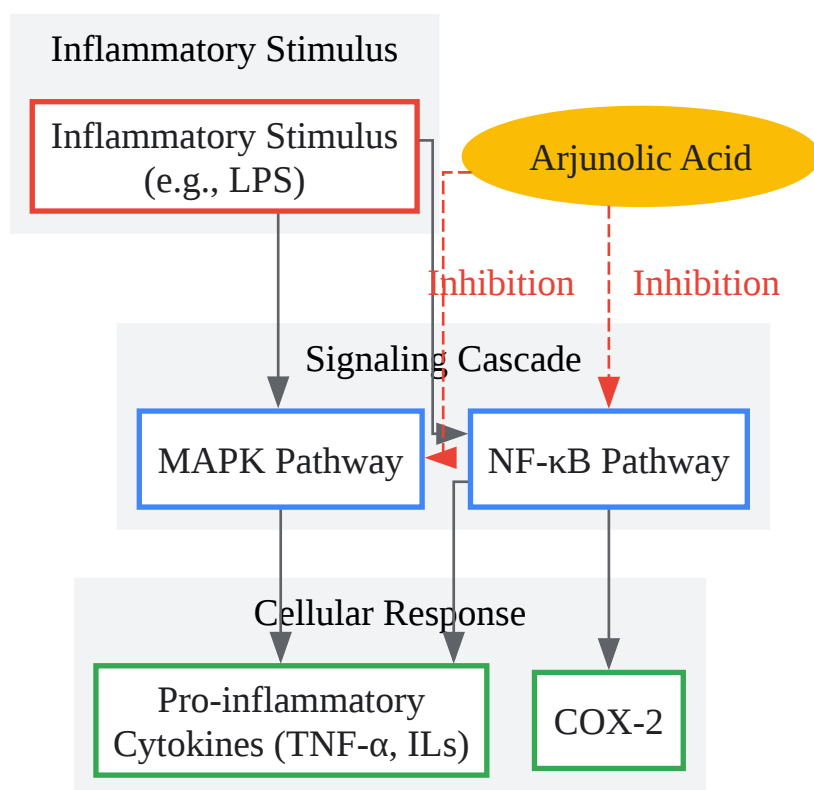 Inflammatory Stimulus
Inflammatory Stimulus
(e.g., LPS)
Arjunolic Acid
Inhibition
Inhibition
Signaling Cascade
MAPK Pathway
NF-κB Pathway
Cellular Response
Pro-inflammatory
Cytokines (TNF-α, ILs)
COX-2